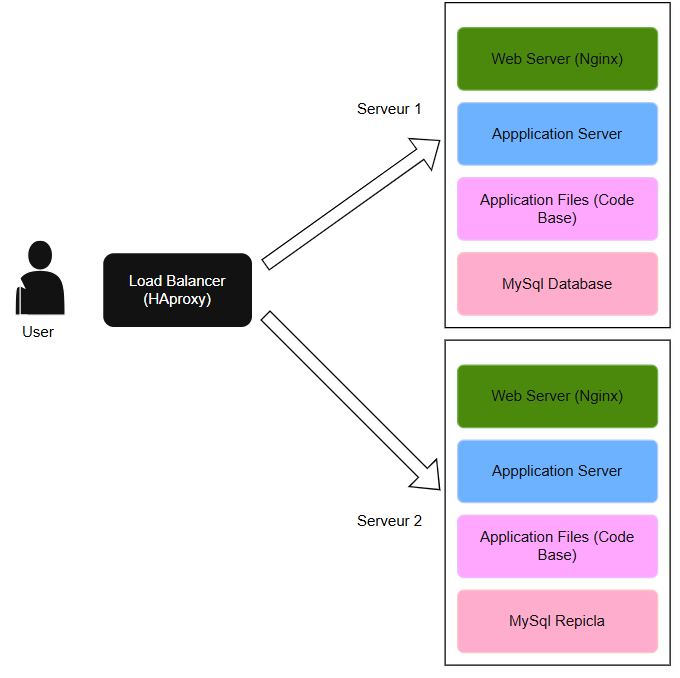 Web Server (Nginx)
Serveur 1
Appplication Server
Application Files (Code
Base)
MySql Database
User
Load Balancer
(HAproxy)
Web Server (Nginx)
Appplication Server
Serveur 2
Application Files (Code
Base)
MySql Repicla